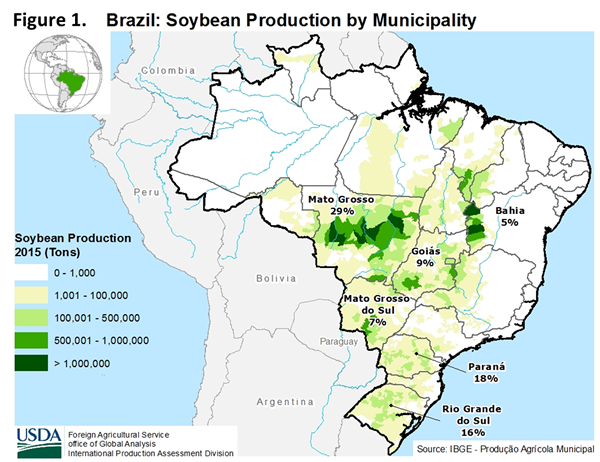 Figure 1. Brazil: Soybean Production by Municipality
Colombia
Peru
Mato Grosso
29%
Bahia
5%
Goiás
9%
Bolivia
Mato Grosso
do Sul
7%
Paraguay
Paraná
18%
Argentina
Rio Grande
do Sul
16%
Soybean Production
2015 (Tons)
0 - 1,000
1,001 - 100,000
100,001 - 500,000
500,001 - 1,000,000
> 1,000,000
USDA
Foreign Agricultural Service
office of Global Analysis
International Production Assessment Division
Source: IBGE - Produção Agrícola Municipal